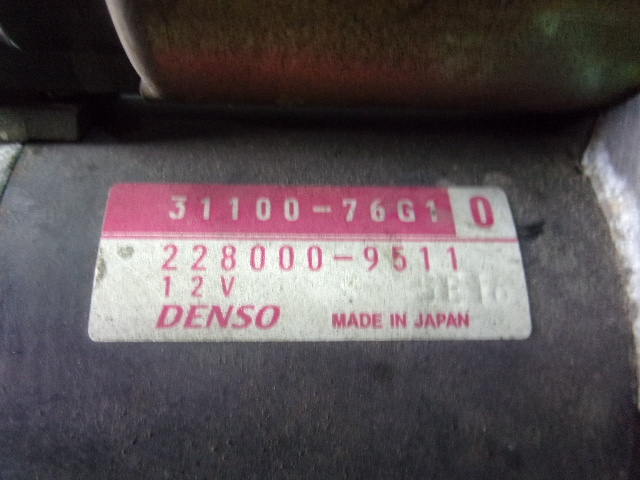 31100-76G1 0
228000-9511
12V
DENSO MADE IN JAPAN